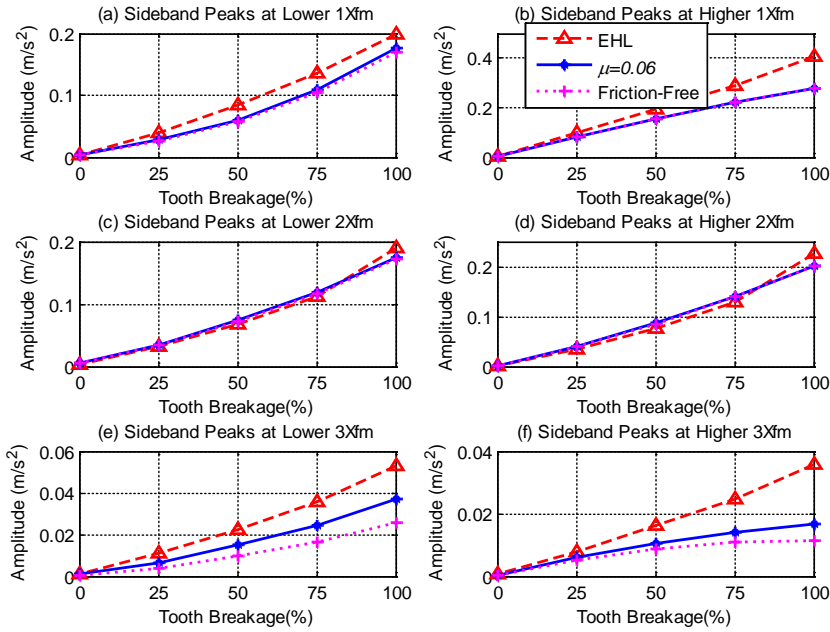 (a) Sideband Peaks at Lower 1Xfm
0.2
0.1
0
Amplitude (m/s²)
0 25 50 75 100
Tooth Breakage(%)
(b) Sideband Peaks at Higher 1Xfm
EHL
μ=0.06
Friction-Free
0.4
0.2
0
Amplitude (m/s²)
0 25 50 75 100
Tooth Breakage(%)
(c) Sideband Peaks at Lower 2Xfm
0.2
0.1
0
Amplitude (m/s²)
0 25 50 75 100
Tooth Breakage(%)
(d) Sideband Peaks at Higher 2Xfm
0.2
0.1
0
Amplitude (m/s²)
0 25 50 75 100
Tooth Breakage(%)
(e) Sideband Peaks at Lower 3Xfm
0.06
0.04
0.02
0
Amplitude (m/s²)
0 25 50 75 100
Tooth Breakage(%)
(f) Sideband Peaks at Higher 3Xfm
0.04
0.02
0
Amplitude (m/s²)
0 25 50 75 100
Tooth Breakage(%)